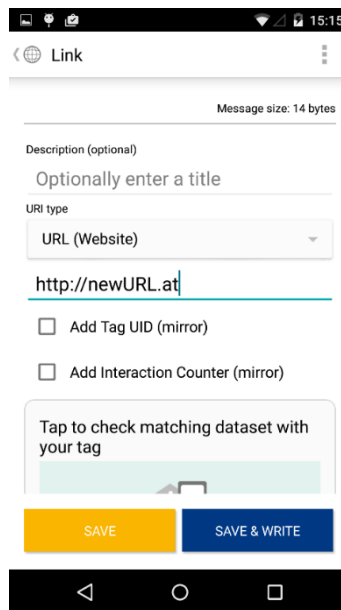 15:15
Link
Message size: 14 bytes
Description (optional)
Optionally enter a title
URI type
URL (Website)
http://newURL.at
Add Tag UID (mirror)
Add Interaction Counter (mirror)
Tap to check matching dataset with
your tag
SAVE
SAVE & WRITE